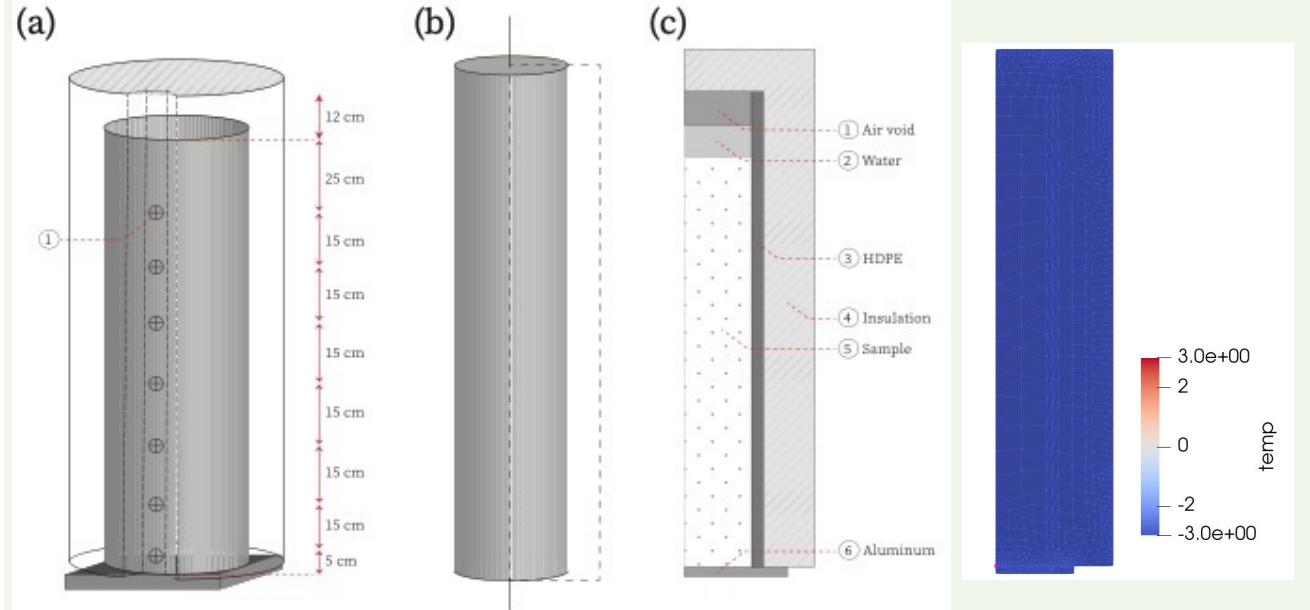 (a)
12 cm
25 cm
1
15 cm
15 cm
15 cm
15 cm
15 cm
15 cm
5 cm
(b)
(c)
1 Air void
2 Water
3 HDPE
4 Insulation
5 Sample
6 Aluminum
3.0e+00
2
0
-2
-3.0e+00
temp